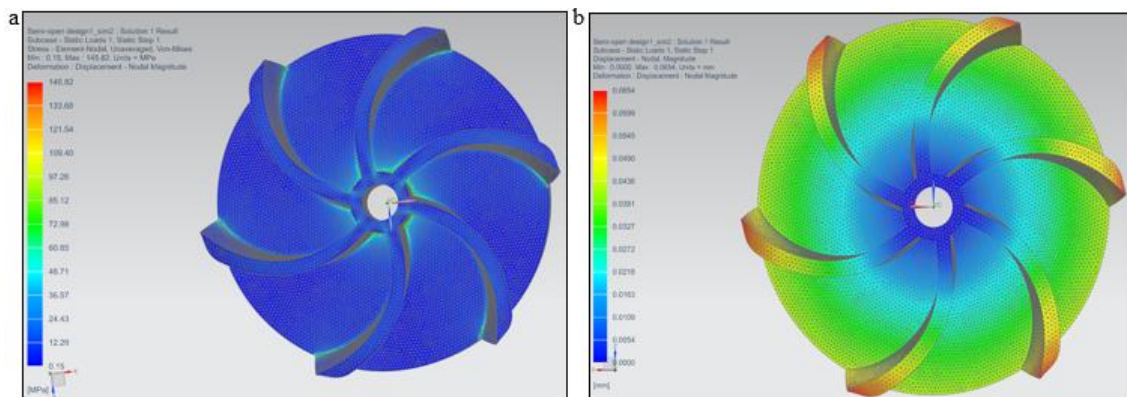 a
Semi-open design1_sim2 : Solution 1 Result
Subcase - Static Loads 1, Static Step 1
Stress - Element-Nodal, Unaveraged, Von-Mises
Min : 0.15, Max : 145.82, Units = MPa
Deformation : Displacement - Nodal Magnitude
145.82
133.68
121.54
109.40
97.26
85.12
72.98
60.85
48.71
36.57
24.43
12.29
0.15
[MPa]
b
Semi-open design1_sim2 : Solution 1 Result
Subcase - Static Loads 1, Static Step 1
Displacement - Nodal, Magnitude
Min : 0.0000, Max : 0.0654, Units = mm
Deformation : Displacement - Nodal Magnitude
0.0654
0.0599
0.0545
0.0490
0.0436
0.0381
0.0327
0.0272
0.0218
0.0163
0.0109
0.0054
0.0000
[mm]